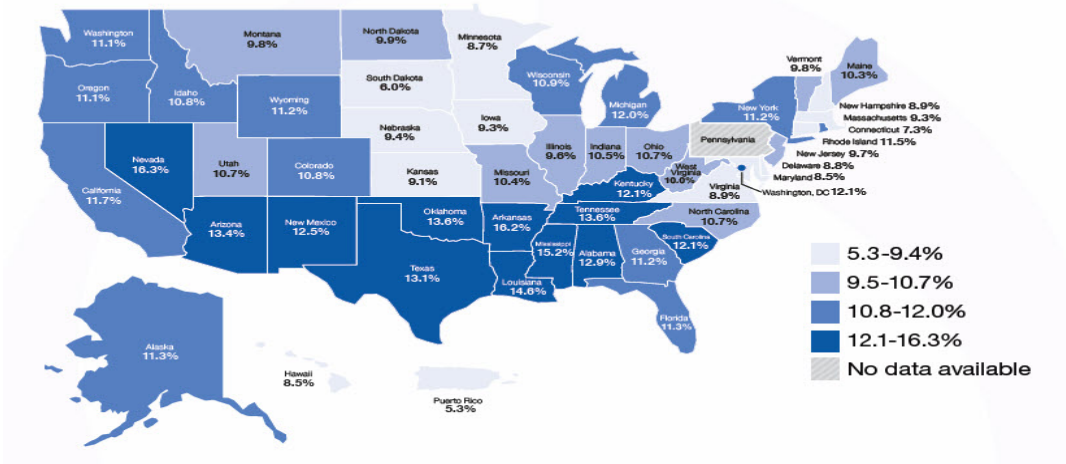 Washington
11.1%
Oregon
11.1%
California
11.7%
Nevada
16.3%
Idaho
10.8%
Montana
9.8%
Wyoming
11.2%
Utah
10.7%
Colorado
10.8%
Arizona
13.4%
New Mexico
12.5%
North Dakota
9.9%
South Dakota
6.0%
Nebraska
9.4%
Kansas
9.1%
Oklahoma
13.6%
Texas
13.1%
Minnesota
8.7%
Iowa
9.3%
Missouri
10.4%
Arkansas
16.2%
Louisiana
14.6%
Wisconsin
10.9%
Illinois
9.6%
Michigan
12.0%
Indiana
10.5%
Ohio
10.7%
Kentucky
12.1%
Tennessee
13.6%
Mississippi
15.2%
Alabama
12.9%
Georgia
11.2%
Florida
11.3%
South Carolina
12.1%
North Carolina
10.7%
Virginia
8.9%
West
Virginia
10.0%
Pennsylvania
New York
11.2%
Vermont
9.8%
Maine
10.3%
New Hampshire 8.9%
Massachusetts 9.3%
Connecticut 7.3%
Rhode Island 11.5%
New Jersey 9.7%
Delaware 8.8%
Maryland 8.5%
Washington, DC 12.1%
Alaska
11.3%
Hawaii
8.5%
Puerto Rico
5.3%
5.3-9.4%
9.5-10.7%
10.8-12.0%
12.1-16.3%
No data available